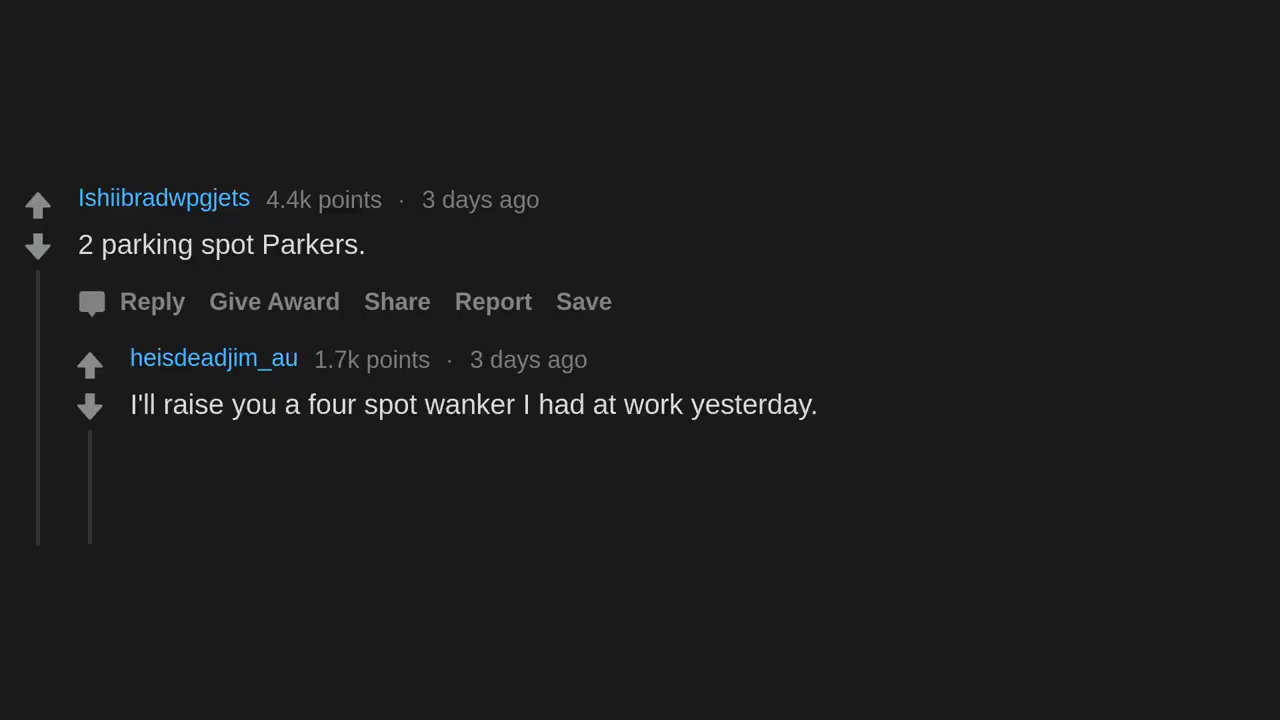 Ishiibradwpgjets 4.4k points · 3 days ago
2 parking spot Parkers.
Reply Give Award Share Report Save
heisdeadjim_au 1.7k points · 3 days ago
I'll raise you a four spot wanker I had at work yesterday.